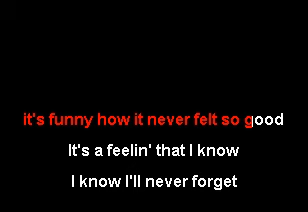 it's funny how it never felt so good
It's a feelin' that I know
I know I'll never forget